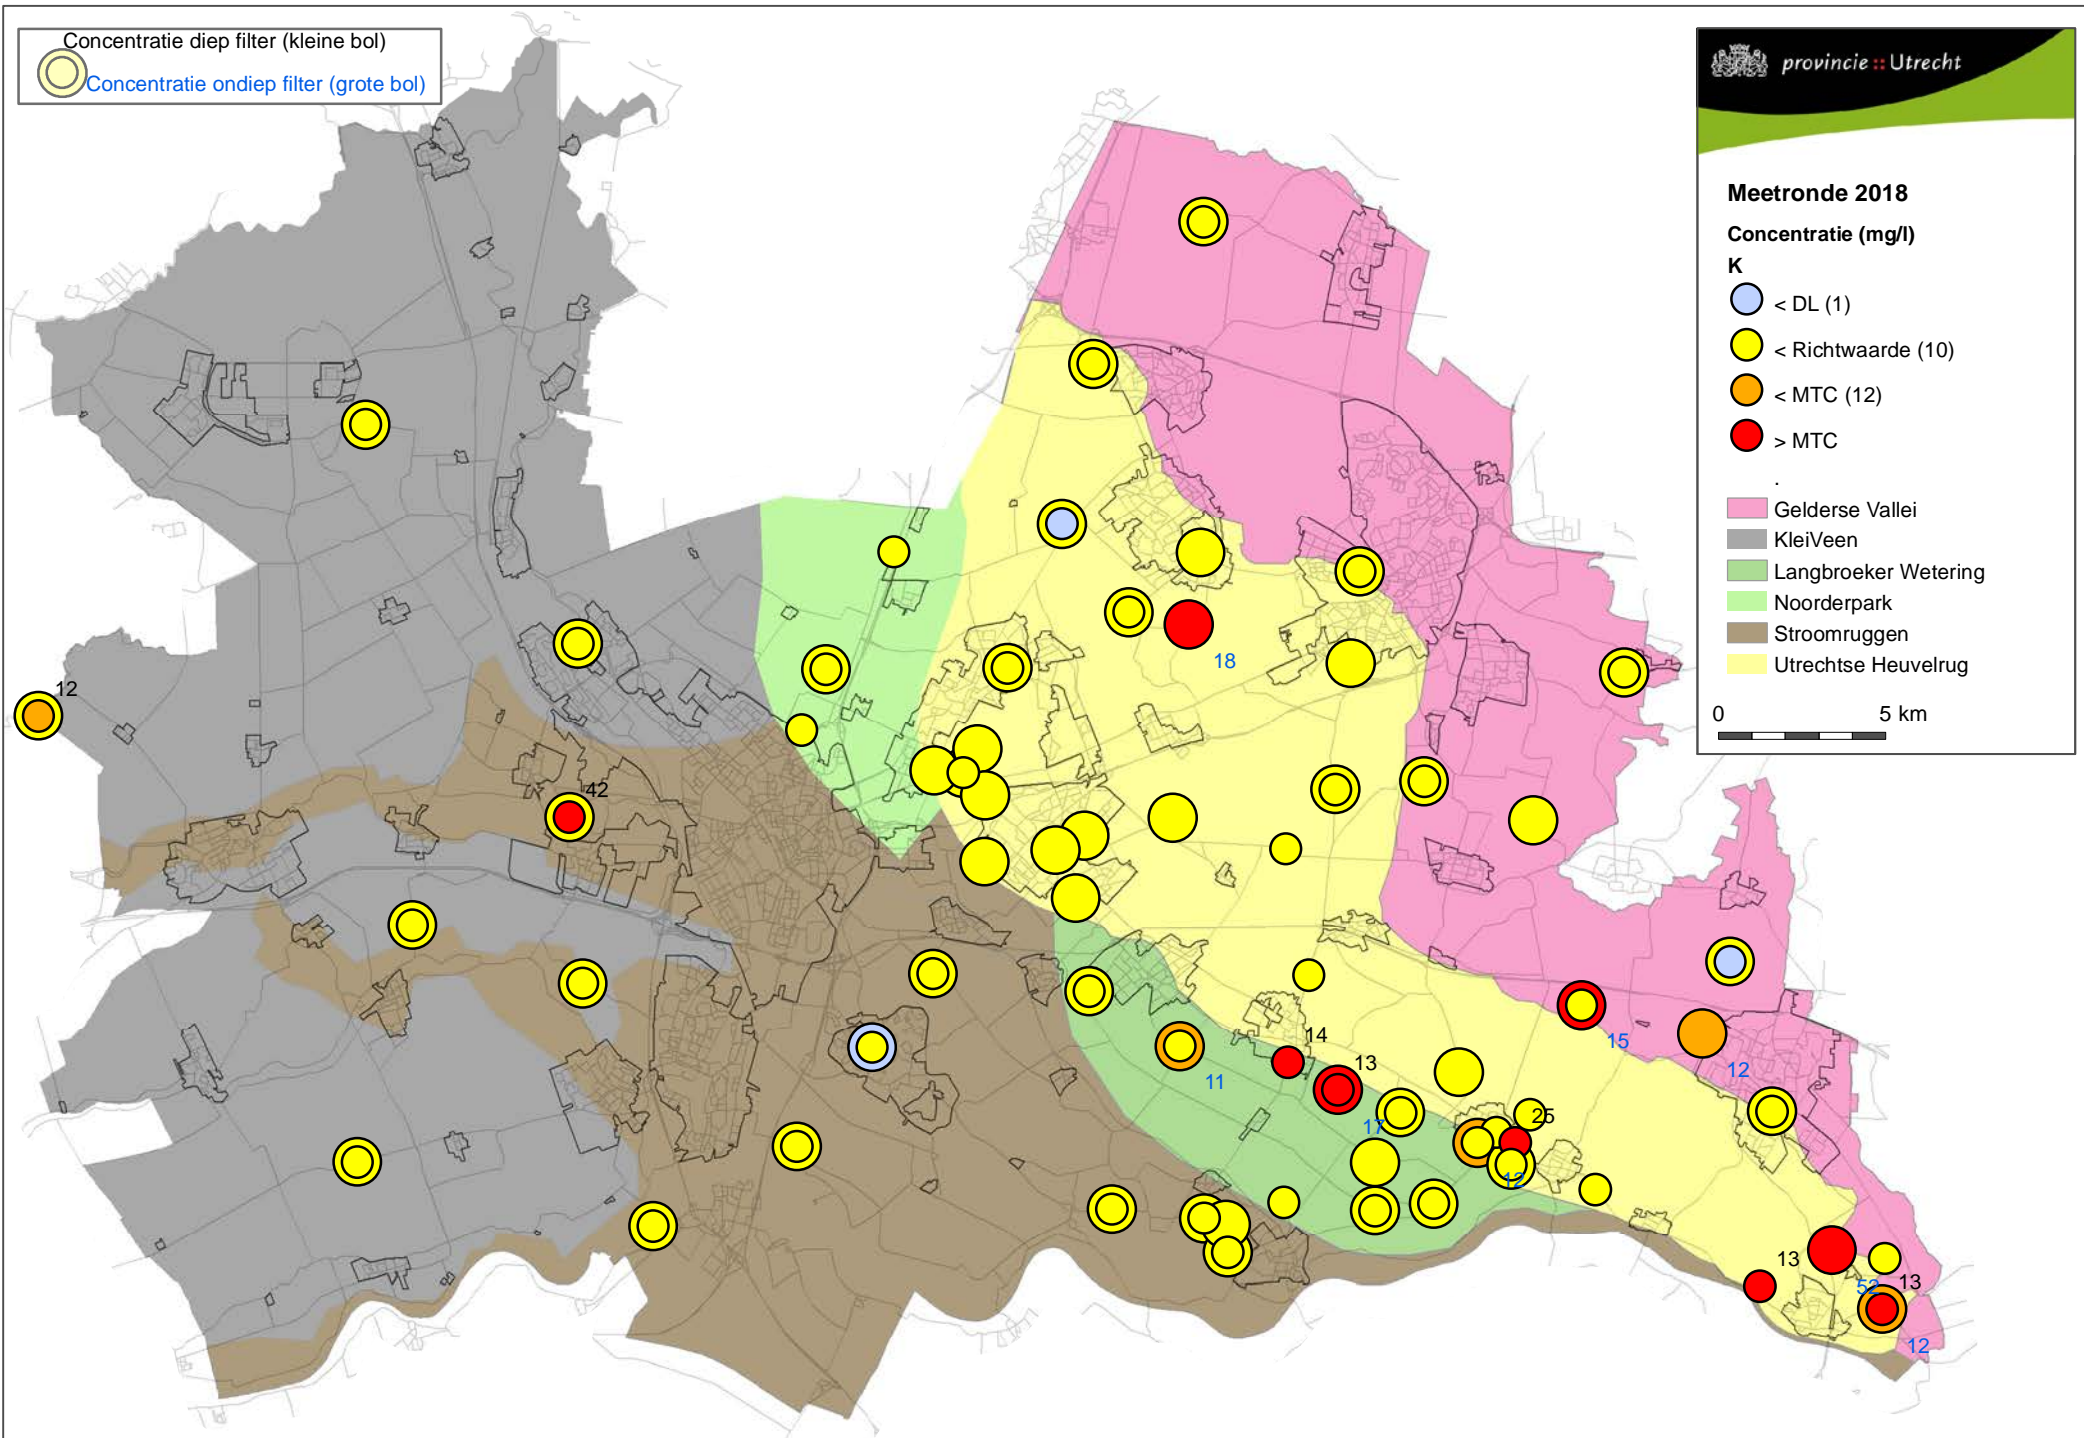 Concentratie diep filter (kleine bol)
Concentratie ondiep filter (grote bol)
provincie :: Utrecht
Meetronde 2018
Concentratie (mg/l)
K
< DL (1)
< Richtwaarde (10)
< MTC (12)
> MTC
.
Gelderse Vallei
KleiVeen
Langbroeker Wetering
Noorderpark
Stroomruggen
Utrechtse Heuvelrug
0 5 km
18
12
42
15
14
12
13
11
25
17
12
13
52
13
12